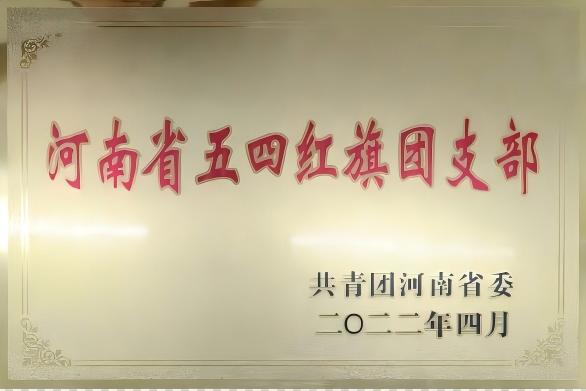 河南省五四红旗团支部
共青团河南省委
二〇二二年四月